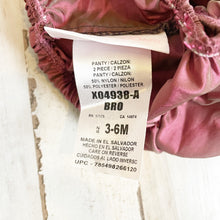 PANTY/CALZON
2 PIECE/ 2 PIEZA
50% NYLON / NILON
50% POLYESTER/POLIESTER
X04938-A
BRO
3-6M
MADE IN EL SALVADOR
HECHO EN EL SALVADOR
CARE ON REVERSE
CUIDADOS AL LADO INVERSO
UPC - 786498266120